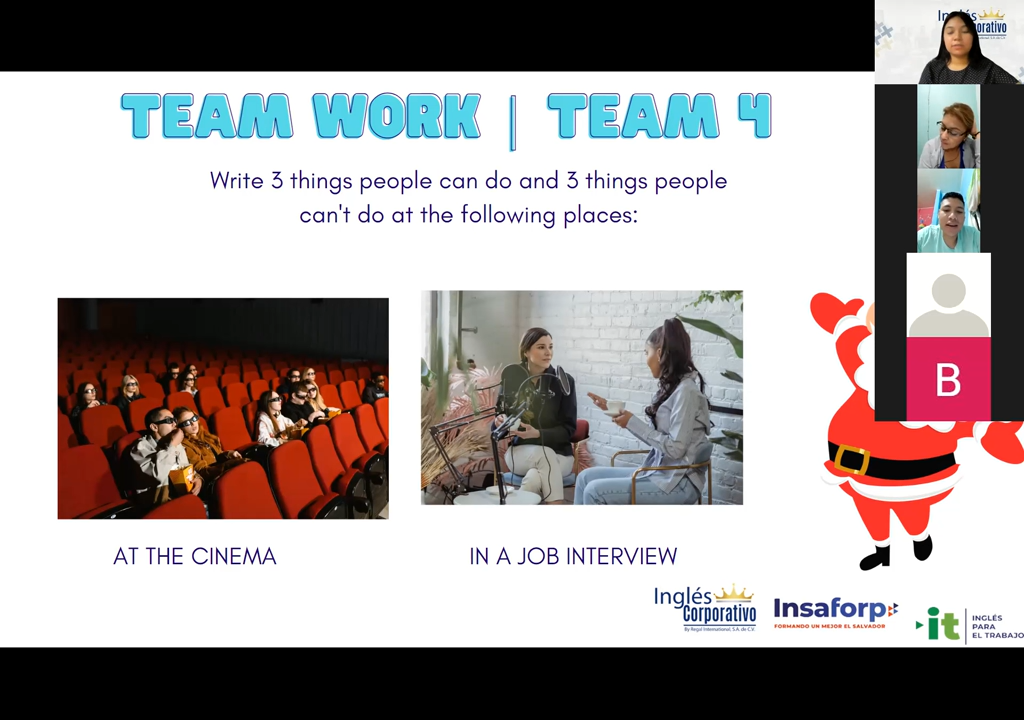 TEAM WORK | TEAM 4
Write 3 things people can do and 3 things people
can't do at the following places:
AT THE CINEMA
IN A JOB INTERVIEW
Inglés
Corporativo
By Regal International, S.A. de C.V.
Insaforp
FORMANDO UN MEJOR EL SALVADOR
it
INGLÉS
PARA
EL TRABAJO
B